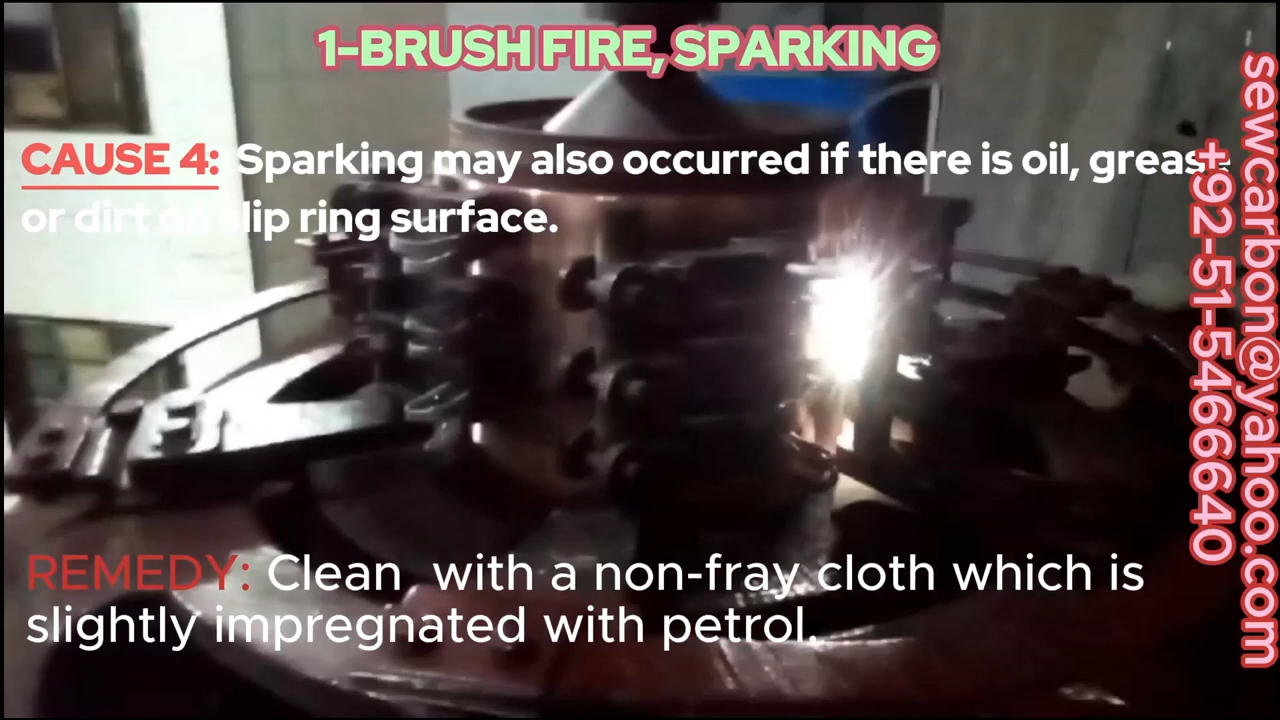 1-BRUSH FIRE, SPARKING
CAUSE 4: Sparking may also occurred if there is oil, grease
or dirt on slip ring surface.
REMEDY: Clean with a non-fray cloth which is
slightly impregnated with petrol.
sewcarbon@yahoo.com
+92-51-5466640